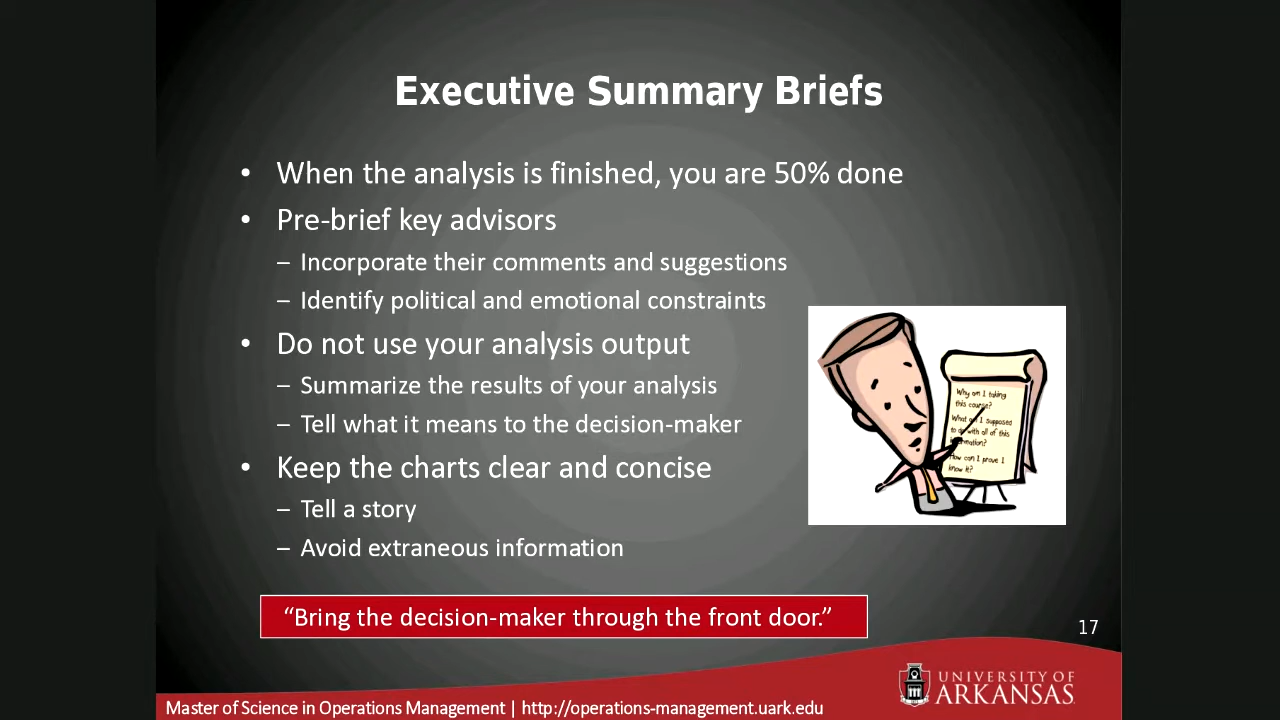 Executive Summary Briefs
• When the analysis is finished, you are 50% done
• Pre-brief key advisors
– Incorporate their comments and suggestions
– Identify political and emotional constraints
• Do not use your analysis output
– Summarize the results of your analysis
– Tell what it means to the decision-maker
• Keep the charts clear and concise
– Tell a story
– Avoid extraneous information
Why am I taking
this course?
What am I supposed
to do with all of this
information?
How can I prove I
know it?
“Bring the decision-maker through the front door.”
17
UNIVERSITY OF
ARKANSAS
Master of Science in Operations Management | http://operations-management.uark.edu